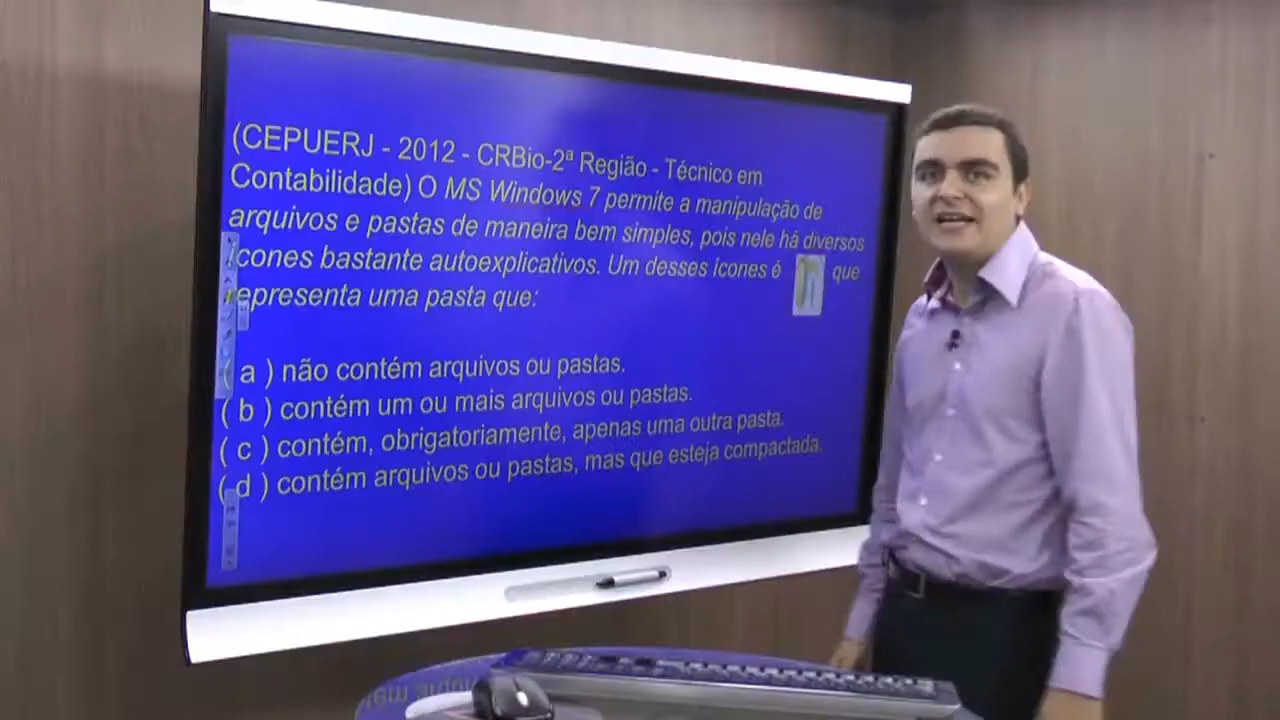 (CEPUERJ - 2012 - CRBio-2ª Região - Técnico em
Contabilidade) O MS Windows 7 permite a manipulação de
arquivos e pastas de maneira bem simples, pois nele há diversos
ícones bastante autoexplicativos. Um desses ícones é que
representa uma pasta que:
( a ) não contém arquivos ou pastas.
( b ) contém um ou mais arquivos ou pastas.
( c ) contém, obrigatoriamente, apenas uma outra pasta.
( d ) contém arquivos ou pastas, mas que esteja compactada.